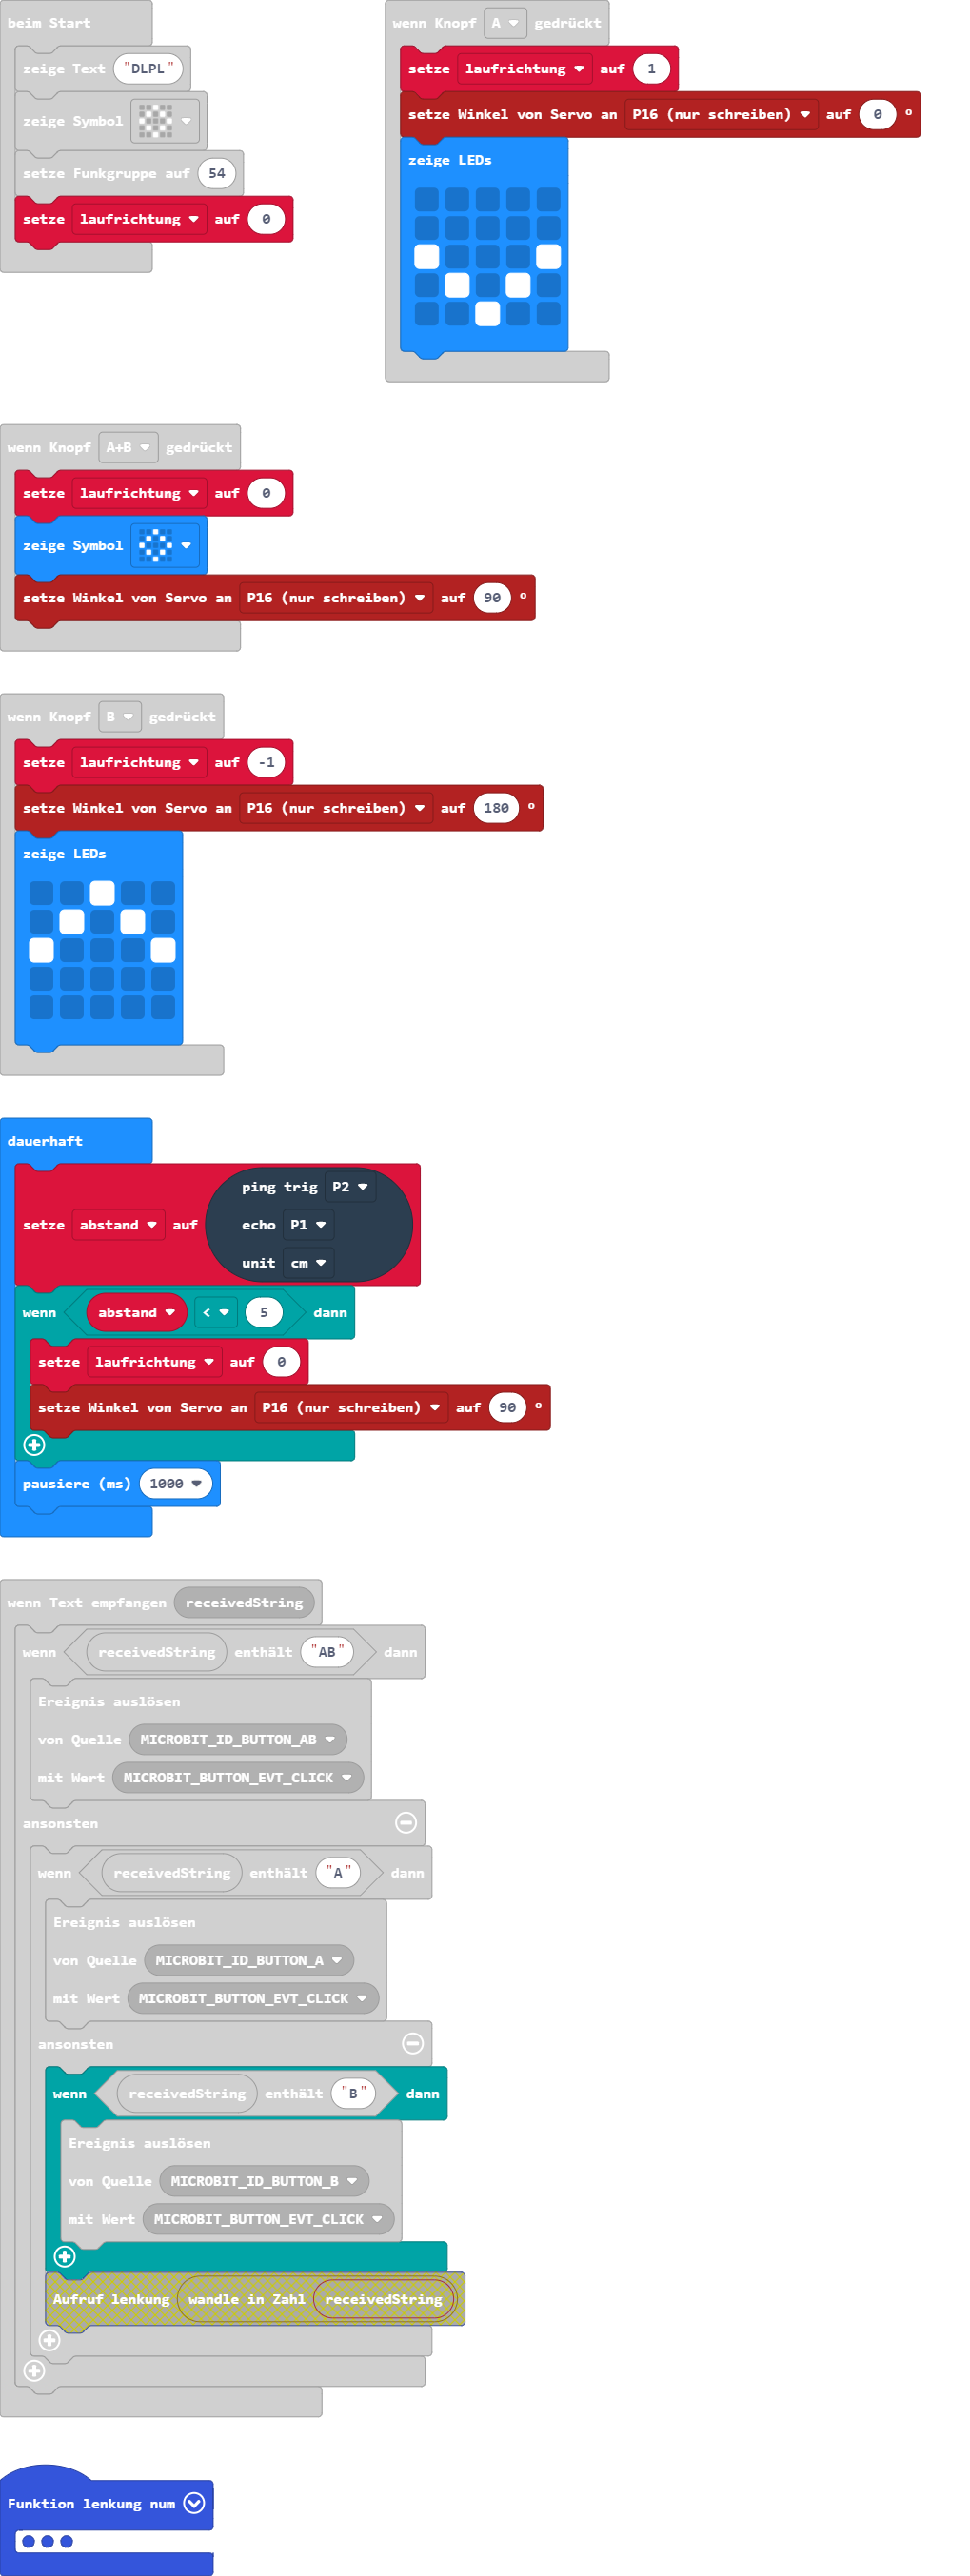 beim Start
zeige Text "DLPL"
zeige Symbol
setze Funkgruppe auf 54
setze laufrichtung auf 0
wenn Knopf A gedrückt
setze laufrichtung auf 1
setze Winkel von Servo an P16 (nur schreiben) auf 0 °
zeige LEDs
wenn Knopf A+B gedrückt
setze laufrichtung auf 0
zeige Symbol
setze Winkel von Servo an P16 (nur schreiben) auf 90 °
wenn Knopf B gedrückt
setze laufrichtung auf -1
setze Winkel von Servo an P16 (nur schreiben) auf 180 °
zeige LEDs
dauerhaft
ping trig P2
setze abstand auf echo P1
unit cm
wenn abstand < 5 dann
setze laufrichtung auf 0
setze Winkel von Servo an P16 (nur schreiben) auf 90 °
pausiere (ms) 1000
wenn Text empfangen receivedString
wenn receivedString enthält "AB" dann
Ereignis auslösen
von Quelle MICROBIT_ID_BUTTON_AB
mit Wert MICROBIT_BUTTON_EVT_CLICK
ansonsten
wenn receivedString enthält "A" dann
Ereignis auslösen
von Quelle MICROBIT_ID_BUTTON_A
mit Wert MICROBIT_BUTTON_EVT_CLICK
ansonsten
wenn receivedString enthält "B" dann
Ereignis auslösen
von Quelle MICROBIT_ID_BUTTON_B
mit Wert MICROBIT_BUTTON_EVT_CLICK
Aufruf lenkung wandle in Zahl receivedString
Funktion lenkung num